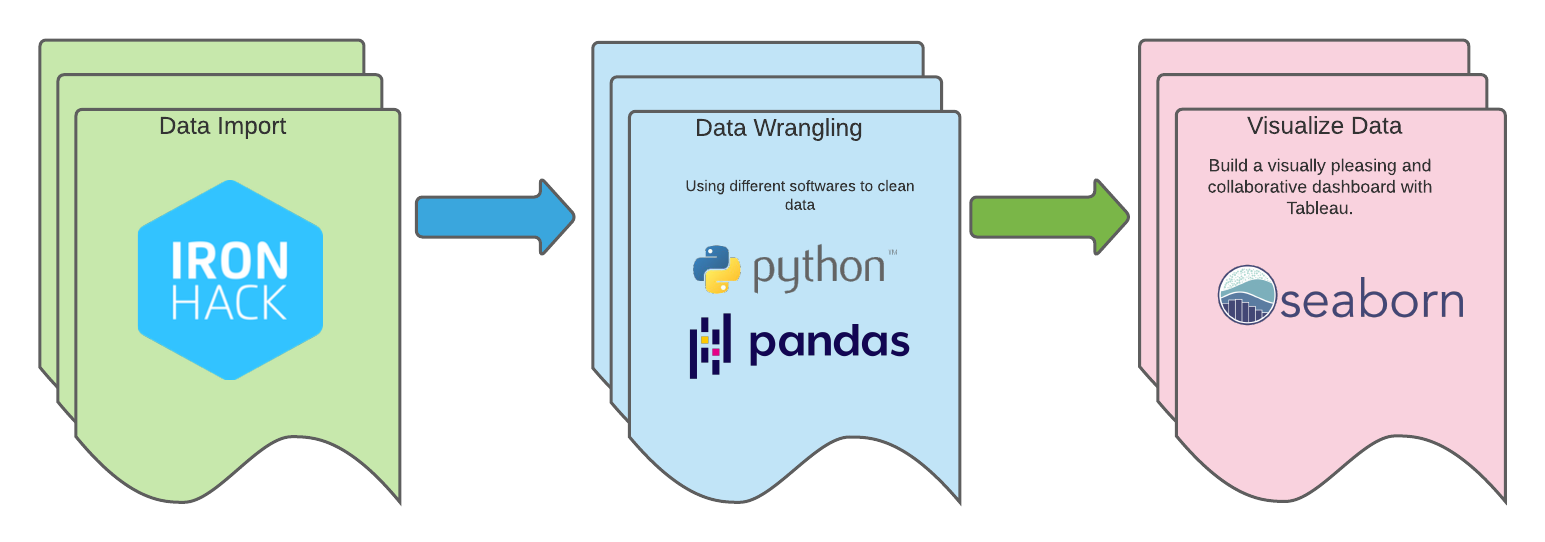 Data Import
IRON
HACK
Data Wrangling
Using different softwares to clean
data
python™
pandas
Visualize Data
Build a visually pleasing and
collaborative dashboard with
Tableau.
seaborn